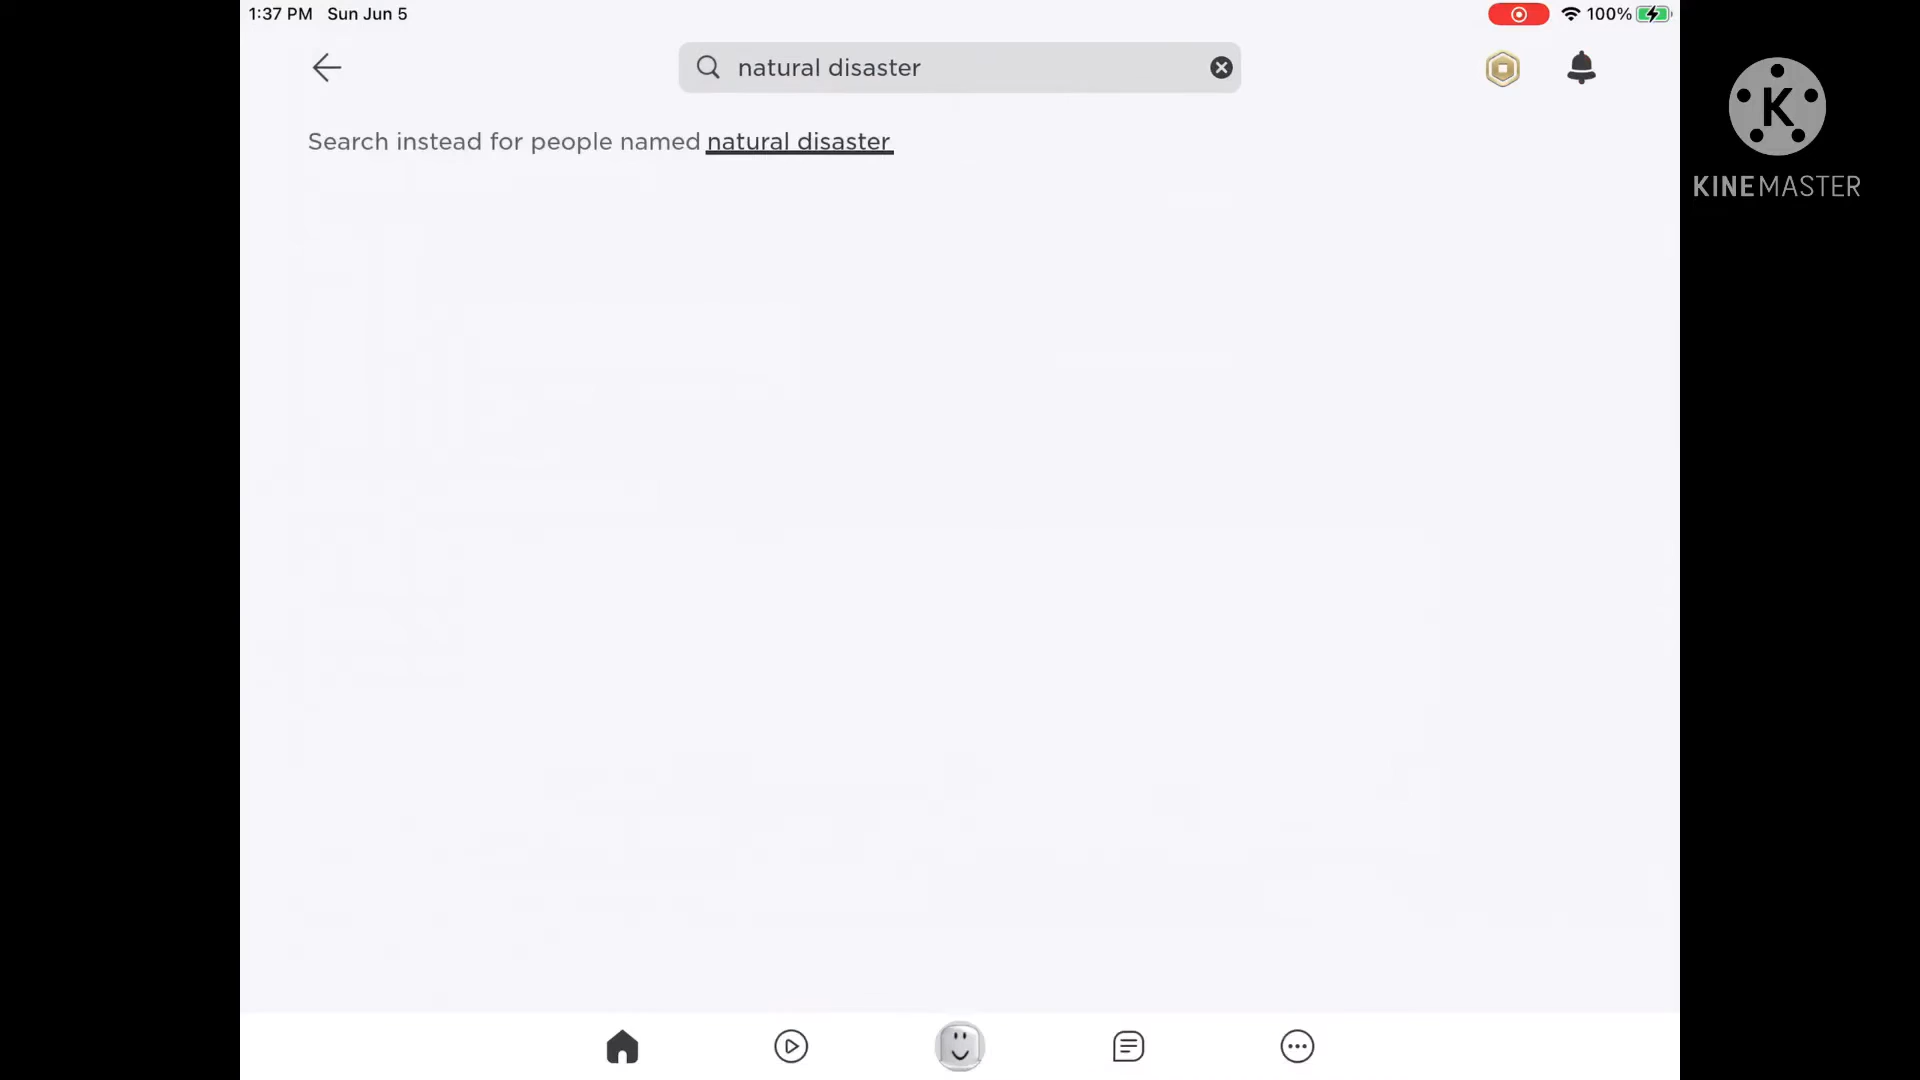 1:37 PM Sun Jun 5
100%
natural disaster
Search instead for people named natural disaster
K
KINEMASTER